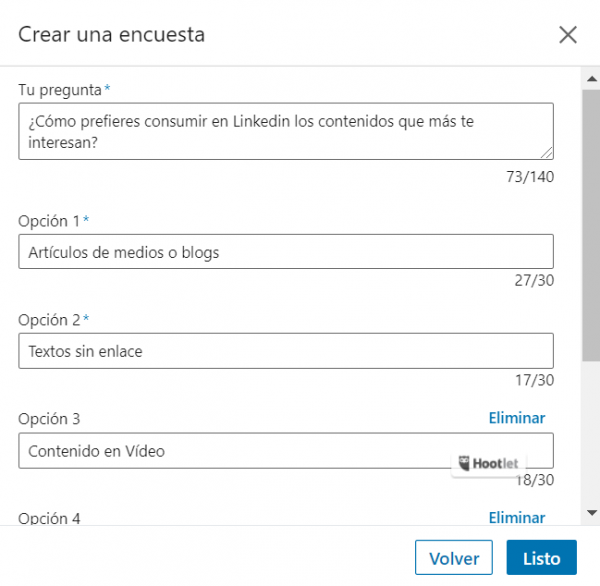 Crear una encuesta
Tu pregunta*
¿Cómo prefieres consumir en Linkedin los contenidos que más te
interesan?
73/140
Opción 1*
Artículos de medios o blogs
27/30
Opción 2*
Textos sin enlace
17/30
Opción 3 Eliminar
Contenido en Vídeo
Hootlet
18/30
Opción 4 Eliminar
Volver Listo